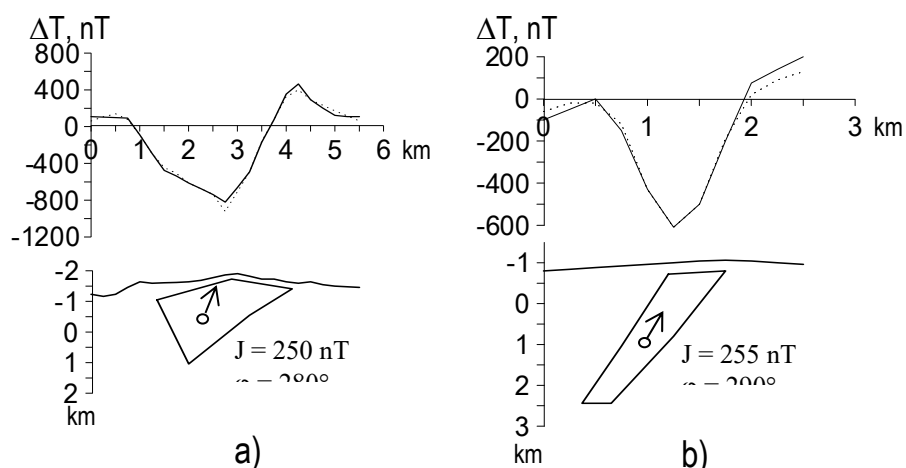 ΔT, nT
800
400
0
-400
-800
-1200
0 1 2 3 4 5 6
km
-2
-1
0
1
2
km
J = 250 nT
φ = 280°
a)
ΔT, nT
200
0
-200
-400
-600
0 1 2 3
km
-1
0
1
2
3
km
J = 255 nT
φ = 290°
b)